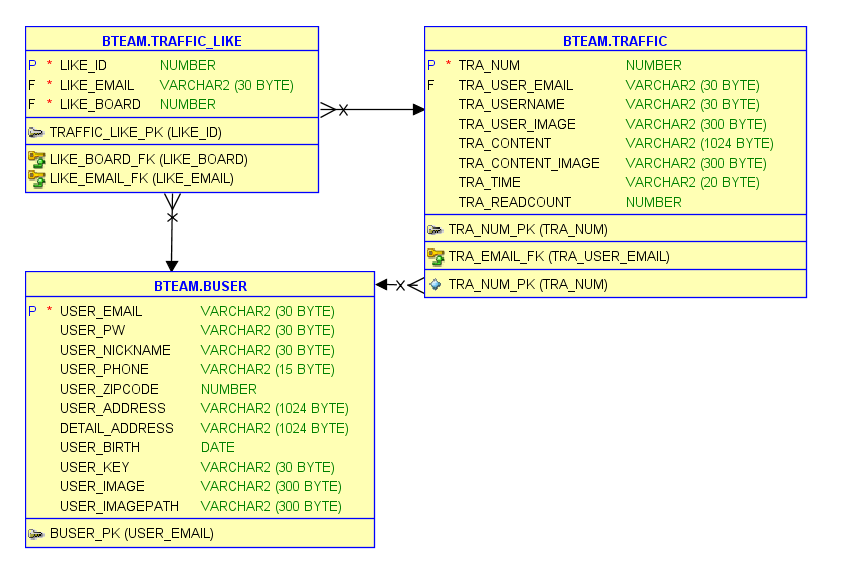 BTEAM.TRAFFIC_LIKE
P * LIKE_ID NUMBER
F * LIKE_EMAIL VARCHAR2 (30 BYTE)
F * LIKE_BOARD NUMBER
TRAFFIC_LIKE_PK (LIKE_ID)
LIKE_BOARD_FK (LIKE_BOARD)
LIKE_EMAIL_FK (LIKE_EMAIL)
BTEAM.TRAFFIC
P * TRA_NUM NUMBER
F TRA_USER_EMAIL VARCHAR2 (30 BYTE)
TRA_USERNAME VARCHAR2 (30 BYTE)
TRA_USER_IMAGE VARCHAR2 (300 BYTE)
TRA_CONTENT VARCHAR2 (1024 BYTE)
TRA_CONTENT_IMAGE VARCHAR2 (300 BYTE)
TRA_TIME VARCHAR2 (20 BYTE)
TRA_READCOUNT NUMBER
TRA_NUM_PK (TRA_NUM)
TRA_EMAIL_FK (TRA_USER_EMAIL)
TRA_NUM_PK (TRA_NUM)
BTEAM.BUSER
P * USER_EMAIL VARCHAR2 (30 BYTE)
USER_PW VARCHAR2 (30 BYTE)
USER_NICKNAME VARCHAR2 (30 BYTE)
USER_PHONE VARCHAR2 (15 BYTE)
USER_ZIPCODE NUMBER
USER_ADDRESS VARCHAR2 (1024 BYTE)
DETAIL_ADDRESS VARCHAR2 (1024 BYTE)
USER_BIRTH DATE
USER_KEY VARCHAR2 (30 BYTE)
USER_IMAGE VARCHAR2 (300 BYTE)
USER_IMAGEPATH VARCHAR2 (300 BYTE)
BUSER_PK (USER_EMAIL)